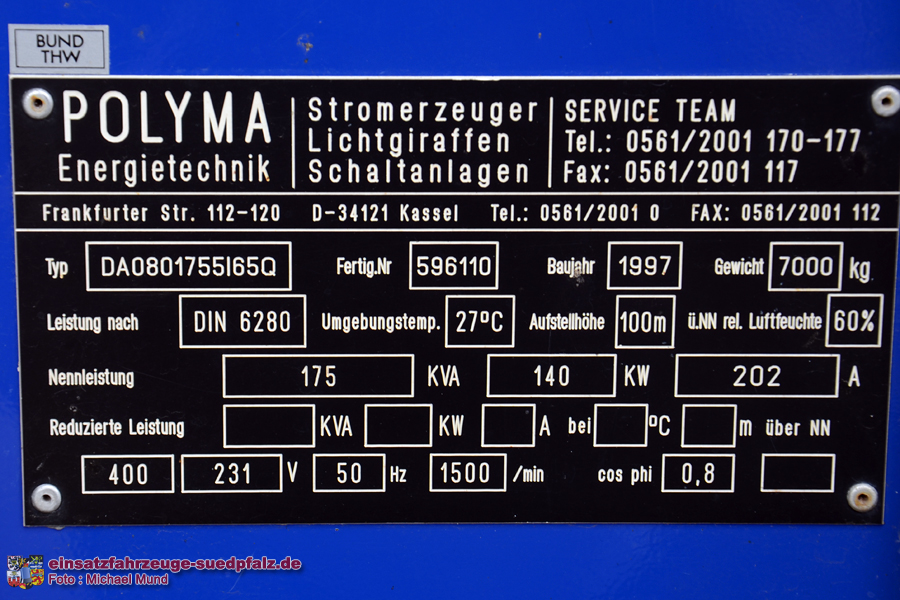 BUND
THW
POLYMA
Energietechnik
Stromerzeuger
Lichtgiraffen
Schaltanlagen
SERVICE TEAM
Tel.: 0561/2001 170-177
Fax: 0561/2001 117
Frankfurter Str. 112-120 D-34121 Kassel Tel.: 0561/2001 0 FAX: 0561/2001 112
Typ DA0801755I65Q Fertig.Nr 596110 Baujahr 1997 Gewicht 7000 kg
Leistung nach DIN 6280 Umgebungstemp. 27ºC Aufstellhöhe 100m ü.NN rel. Luftfeuchte 60%
Nennleistung 175 KVA 140 KW 202 A
Reduzierte Leistung KVA KW A bei ºC m über NN
400 231 V 50 Hz 1500 /min cos phi 0,8
einsatzfahrzeuge-suedpfalz.de
Foto : Michael Mund